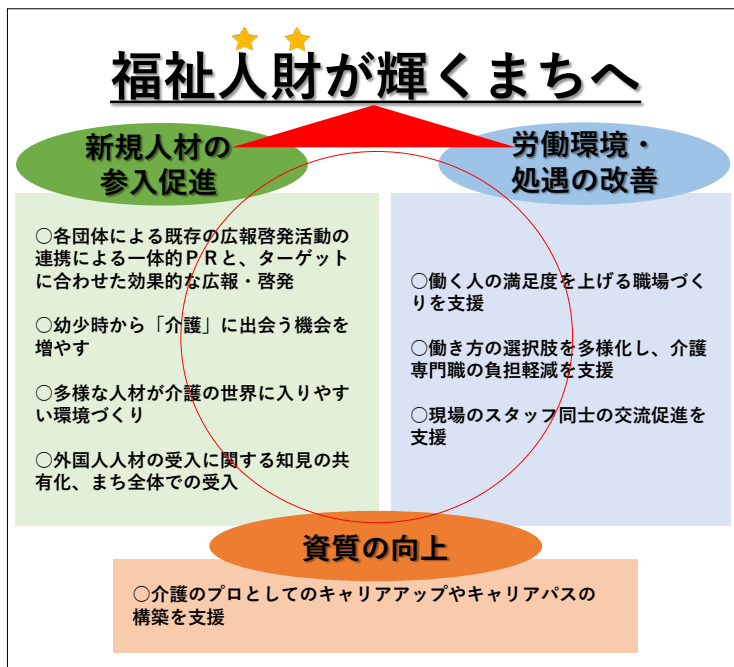 福祉人財が輝くまちへ
新規人材の
参入促進
○各団体による既存の広報啓発活動の
連携による一体的ＰＲと、ターゲット
に合わせた効果的な広報・啓発
○幼少時から「介護」に出会う機会を
増やす
○多様な人材が介護の世界に入りやす
い環境づくり
○外国人人材の受入に関する知見の共
有化、まち全体での受入
労働環境・
処遇の改善
○働く人の満足度を上げる職場づく
りを支援
○働き方の選択肢を多様化し、介護
専門職の負担軽減を支援
○現場のスタッフ同士の交流促進を
支援
資質の向上
○介護のプロとしてのキャリアアップやキャリアパスの
構築を支援